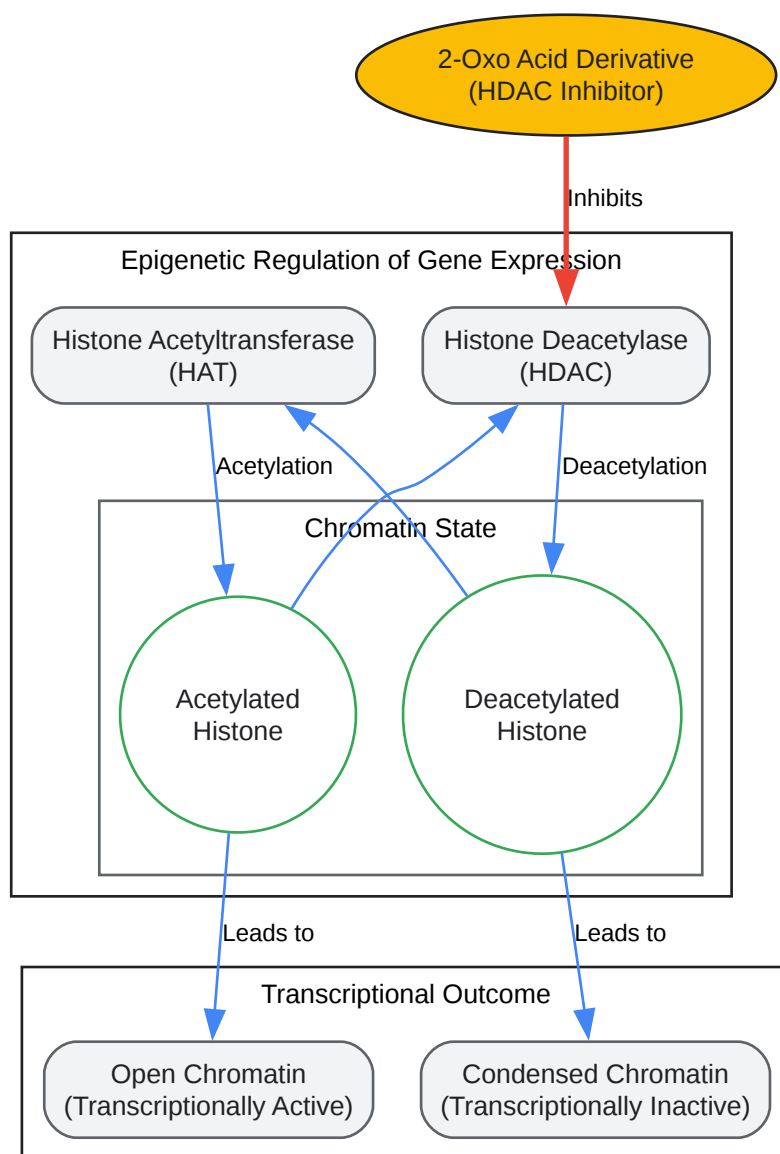 2-Oxo Acid Derivative
(HDAC Inhibitor)
Inhibits
Epigenetic Regulation of Gene Expression
Histone Acetyltransferase
(HAT)
Histone Deacetylase
(HDAC)
Acetylation
Deacetylation
Chromatin State
Acetylated
Histone
Deacetylated
Histone
Leads to
Leads to
Transcriptional Outcome
Open Chromatin
(Transcriptionally Active)
Condensed Chromatin
(Transcriptionally Inactive)